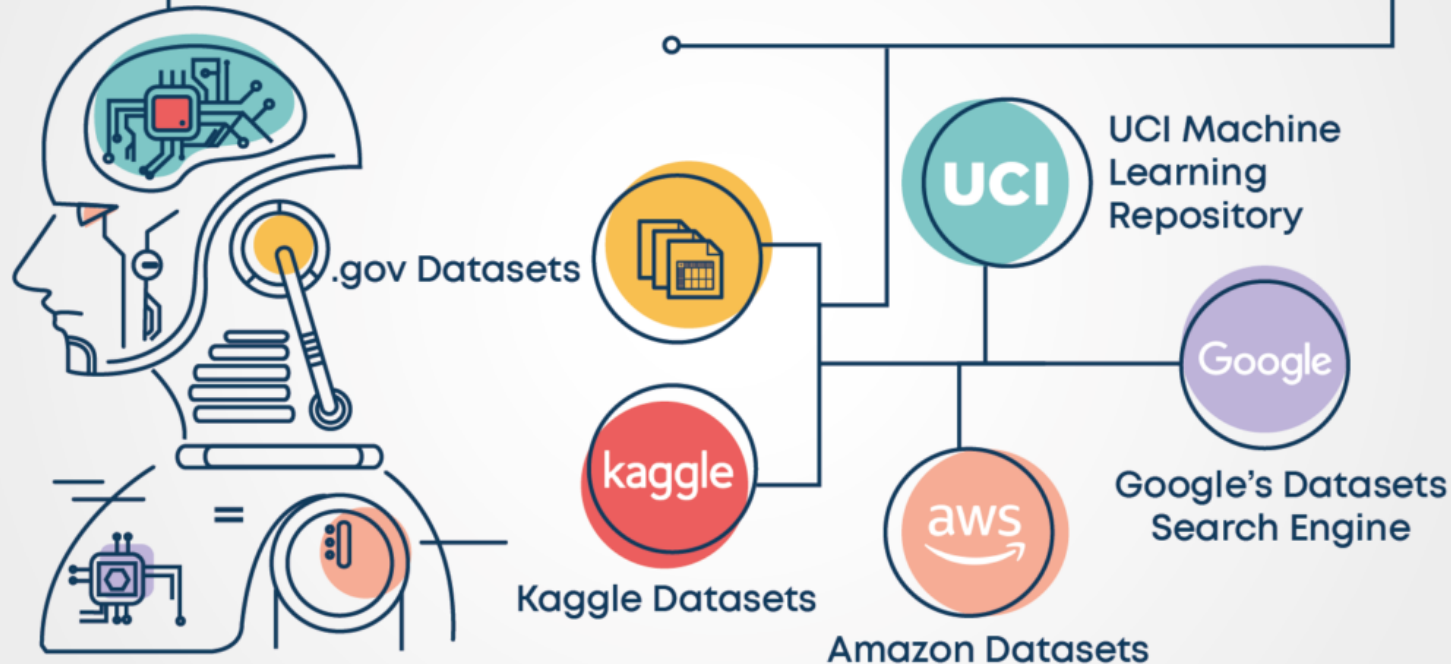 UCI
UCI Machine
Learning
Repository
.gov Datasets
Google
Google's Datasets
Search Engine
kaggle
Kaggle Datasets
aws
Amazon Datasets